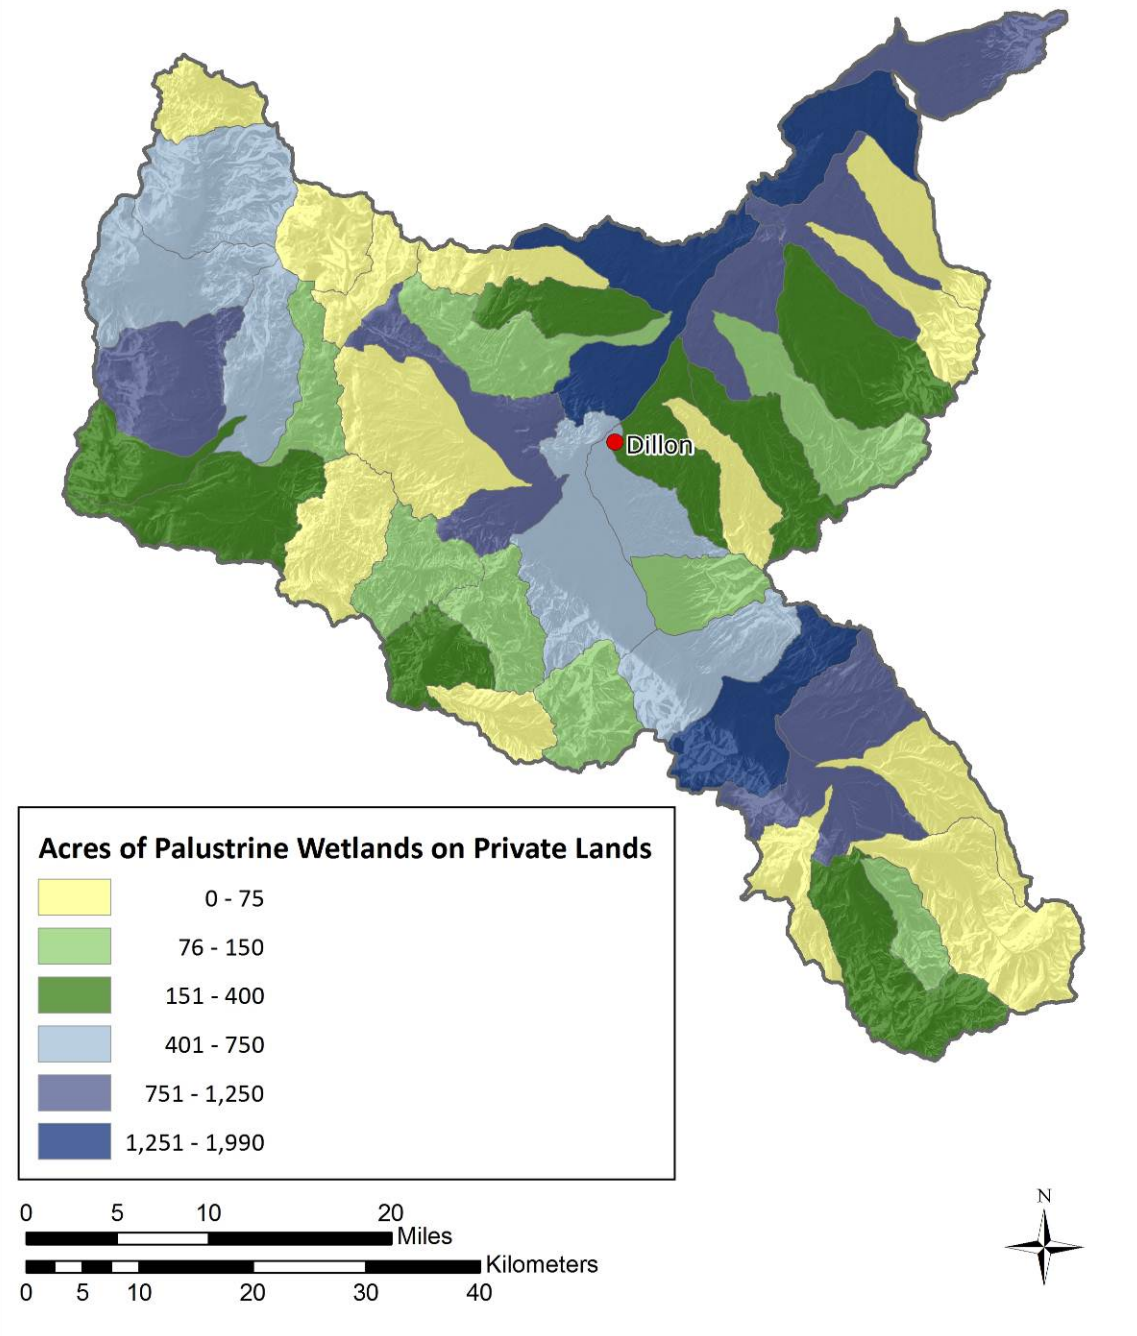 Dillon
Acres of Palustrine Wetlands on Private Lands
0 - 75
76 - 150
151 - 400
401 - 750
751 - 1,250
1,251 - 1,990
0 5 10 20
Miles
Kilometers
0 5 10 20 30 40
N